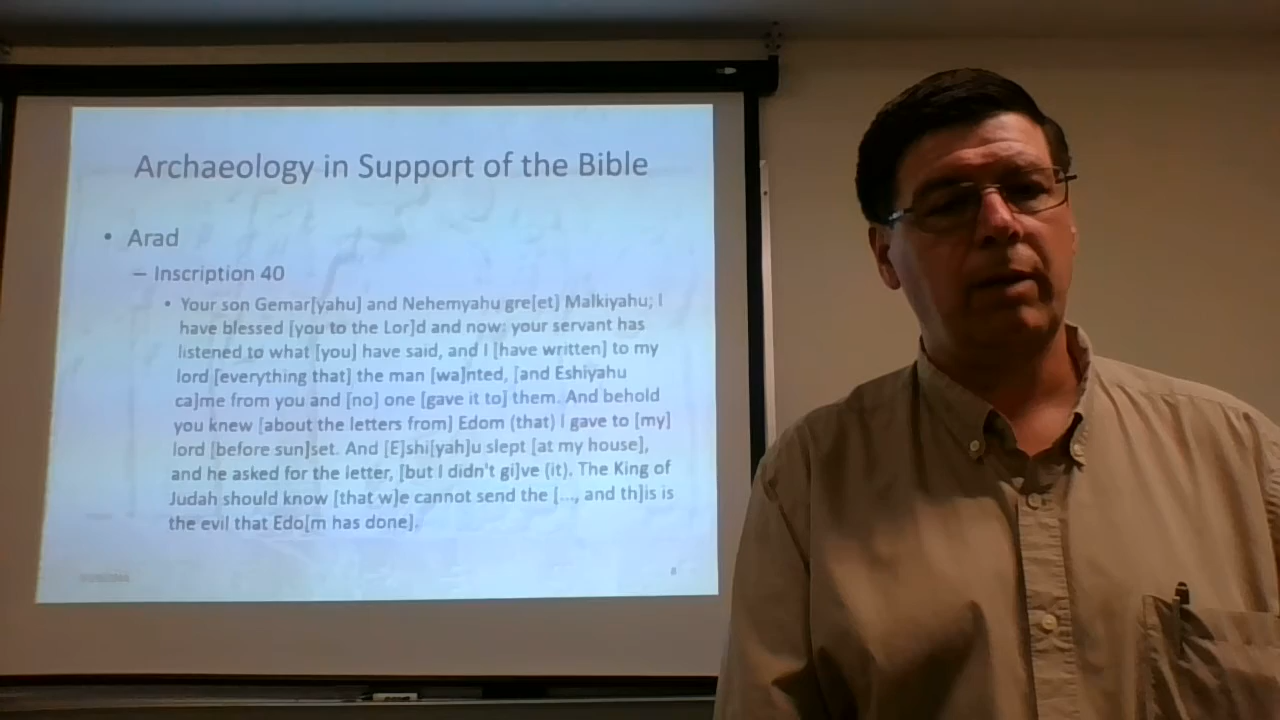 Archaeology in Support of the Bible
• Arad
– Inscription 40
• Your son Gemar[yahu] and Nehemyahu gre[et] Malkiyahu; I
have blessed [you to the Lor]d and now: your servant has
listened to what [you] have said, and I [have written] to my
lord [everything that] the man [wa]nted, [and Eshiyahu
ca]me from you and [no] one [gave it to] them. And behold
you knew [about the letters from] Edom (that) I gave to [my]
lord [before sun]set. And [E]shi[yah]u slept [at my house],
and he asked for the letter, [but I didn't gi]ve (it). The King of
Judah should know [that w]e cannot send the [..., and th]is is
the evil that Edo[m has done].
8